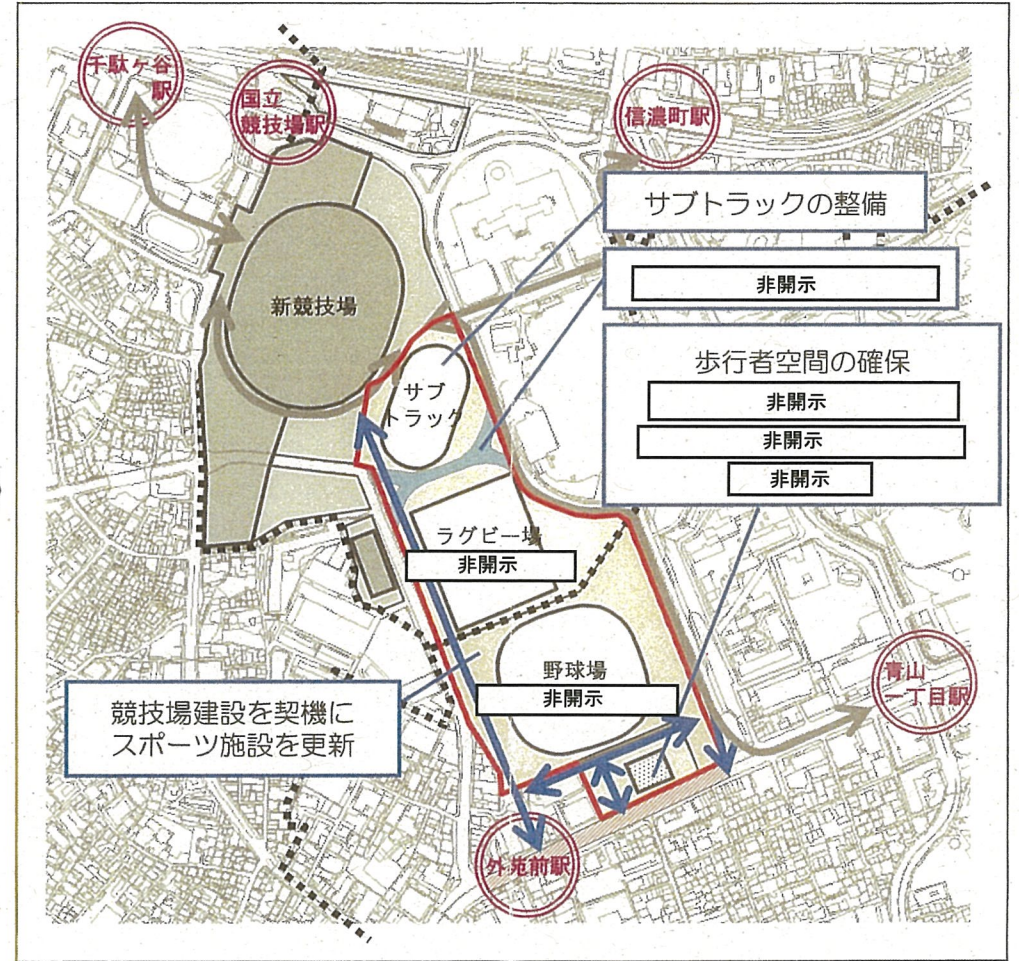 千駄ヶ谷
駅
国立
競技場駅
信濃町駅
サブトラックの整備
非開示
新競技場
歩行者空間の確保
非開示
非開示
非開示
サブ
トラック
ラグビー場
非開示
野球場
非開示
青山
一丁目駅
競技場建設を契機に
スポーツ施設を更新
外苑前駅